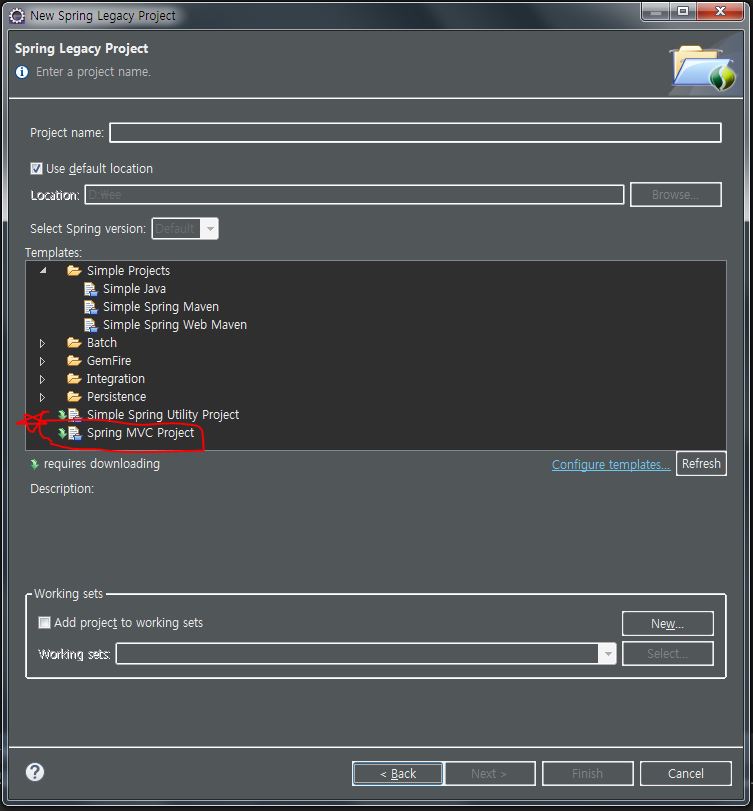 New Spring Legacy Project
Spring Legacy Project
Enter a project name.
Project name:
Use default location
Location: D:\ee Browse...
Select Spring version: Default
Templates:
Simple Projects
Simple Java
Simple Spring Maven
Simple Spring Web Maven
Batch
GemFire
Integration
Persistence
Simple Spring Utility Project
Spring MVC Project
requires downloading Configure templates... Refresh
Description:
Working sets
Add project to working sets New...
Working sets: Select...
? < Back Next > Finish Cancel